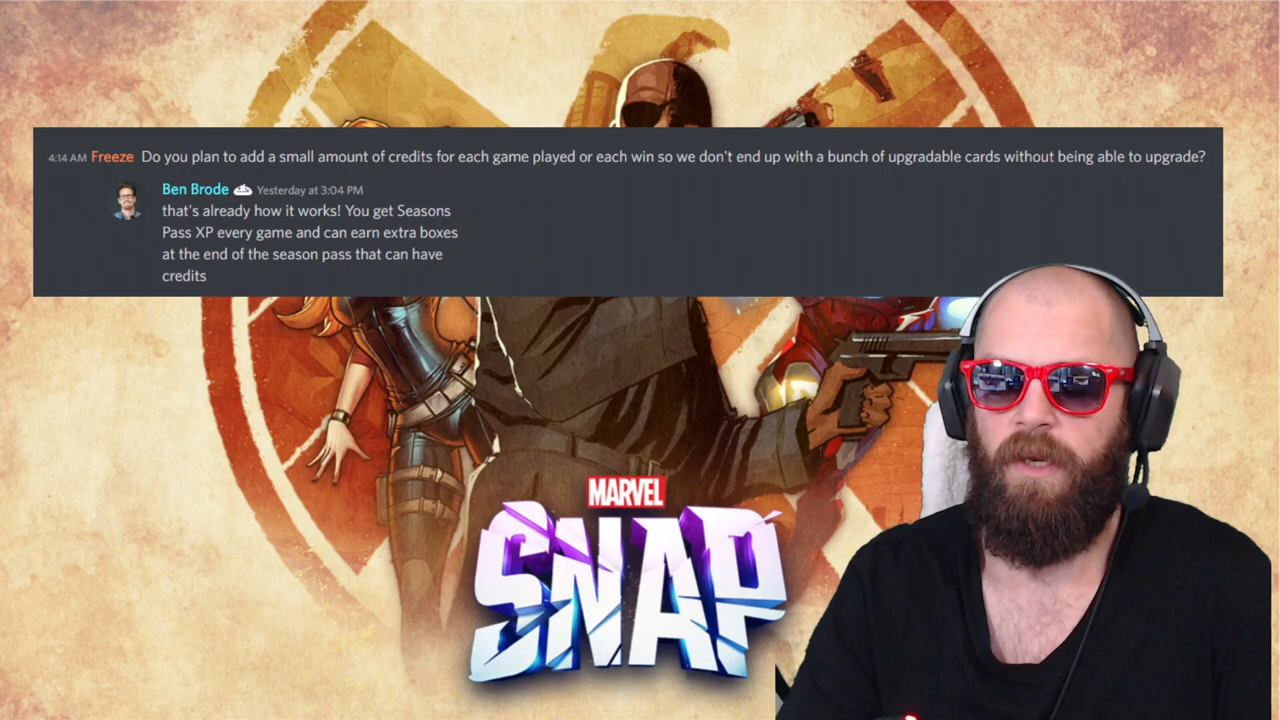 4:14 AM Freeze Do you plan to add a small amount of credits for each game played or each win so we don't end up with a bunch of upgradable cards without being able to upgrade?
Ben Brode Yesterday at 3:04 PM
that's already how it works! You get Seasons
Pass XP every game and can earn extra boxes
at the end of the season pass that can have
credits
MARVEL
SNAP